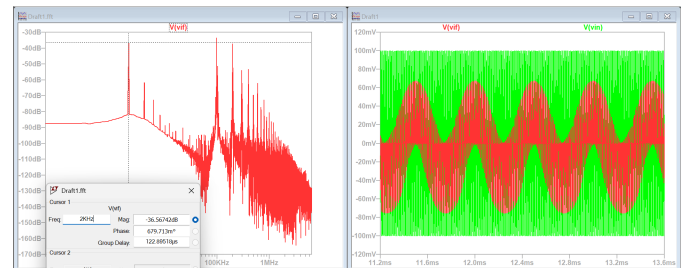 Draft1.fft
Draft1
V(vif)
V(vif)
V(vin)
-30dB
-40dB
-50dB
-60dB
-70dB
-80dB
-90dB
-100dB
-110dB
-120dB
-130dB
-140dB
-150dB
-160dB
-170dB
120mV
100mV
80mV
60mV
40mV
20mV
0mV
-20mV
-40mV
-60mV
-80mV
-100mV
-120mV
100KHz
1MHz
11.2ms
11.6ms
12.0ms
12.4ms
12.8ms
13.2ms
13.6ms
Draft1.fft
Cursor 1
V(vif)
Freq: 2KHz Mag: -36.56742dB
Phase: 679.713m°
Group Delay: 122.89518µs
Cursor 2